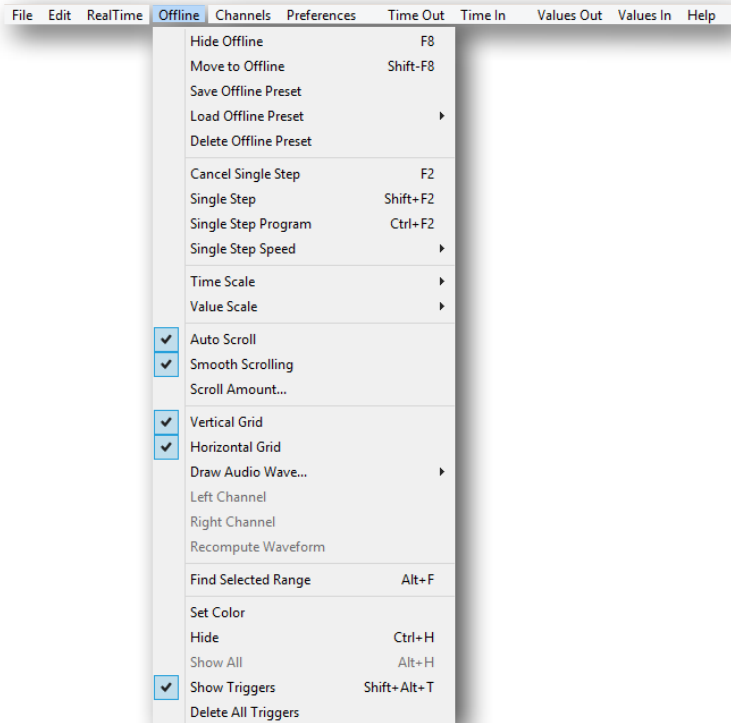 File Edit RealTime Offline Channels Preferences Time Out Time In Values Out Values In Help
Hide Offline F8
Move to Offline Shift-F8
Save Offline Preset
Load Offline Preset
Delete Offline Preset
Cancel Single Step F2
Single Step Shift+F2
Single Step Program Ctrl+F2
Single Step Speed
Time Scale
Value Scale
Auto Scroll
Smooth Scrolling
Scroll Amount...
Vertical Grid
Horizontal Grid
Draw Audio Wave...
Left Channel
Right Channel
Recompute Waveform
Find Selected Range Alt+F
Set Color
Hide Ctrl+H
Show All Alt+H
Show Triggers Shift+Alt+T
Delete All Triggers